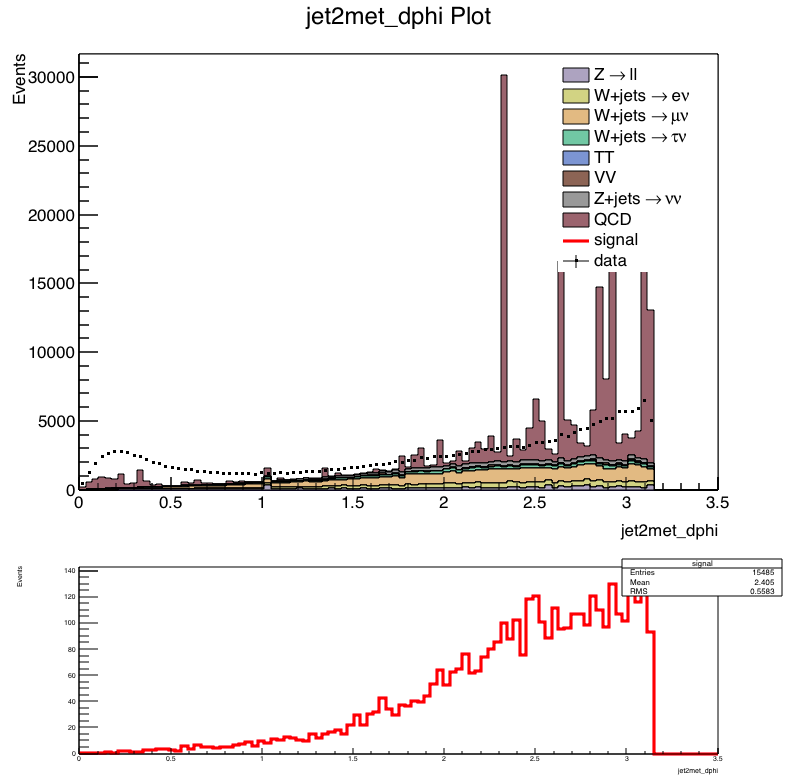 jet2met_dphi Plot
Events
30000
25000
20000
15000
10000
5000
0
Z → ll
W+jets → eν
W+jets → μν
W+jets → τν
TT
VV
Z+jets → νν
QCD
signal
data
0 0.5 1 1.5 2 2.5 3 3.5
jet2met_dphi
Events
140
120
100
80
60
40
20
0
signal
Entries 15485
Mean 2.405
RMS 0.5583
0 0.5 1 1.5 2 2.5 3 3.5
jet2met_dphi